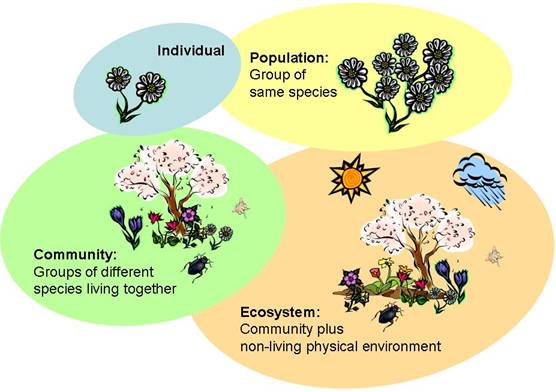 Individual
Population:
Group of
same species
Community:
Groups of different
species living together
Ecosystem:
Community plus
non-living physical environment